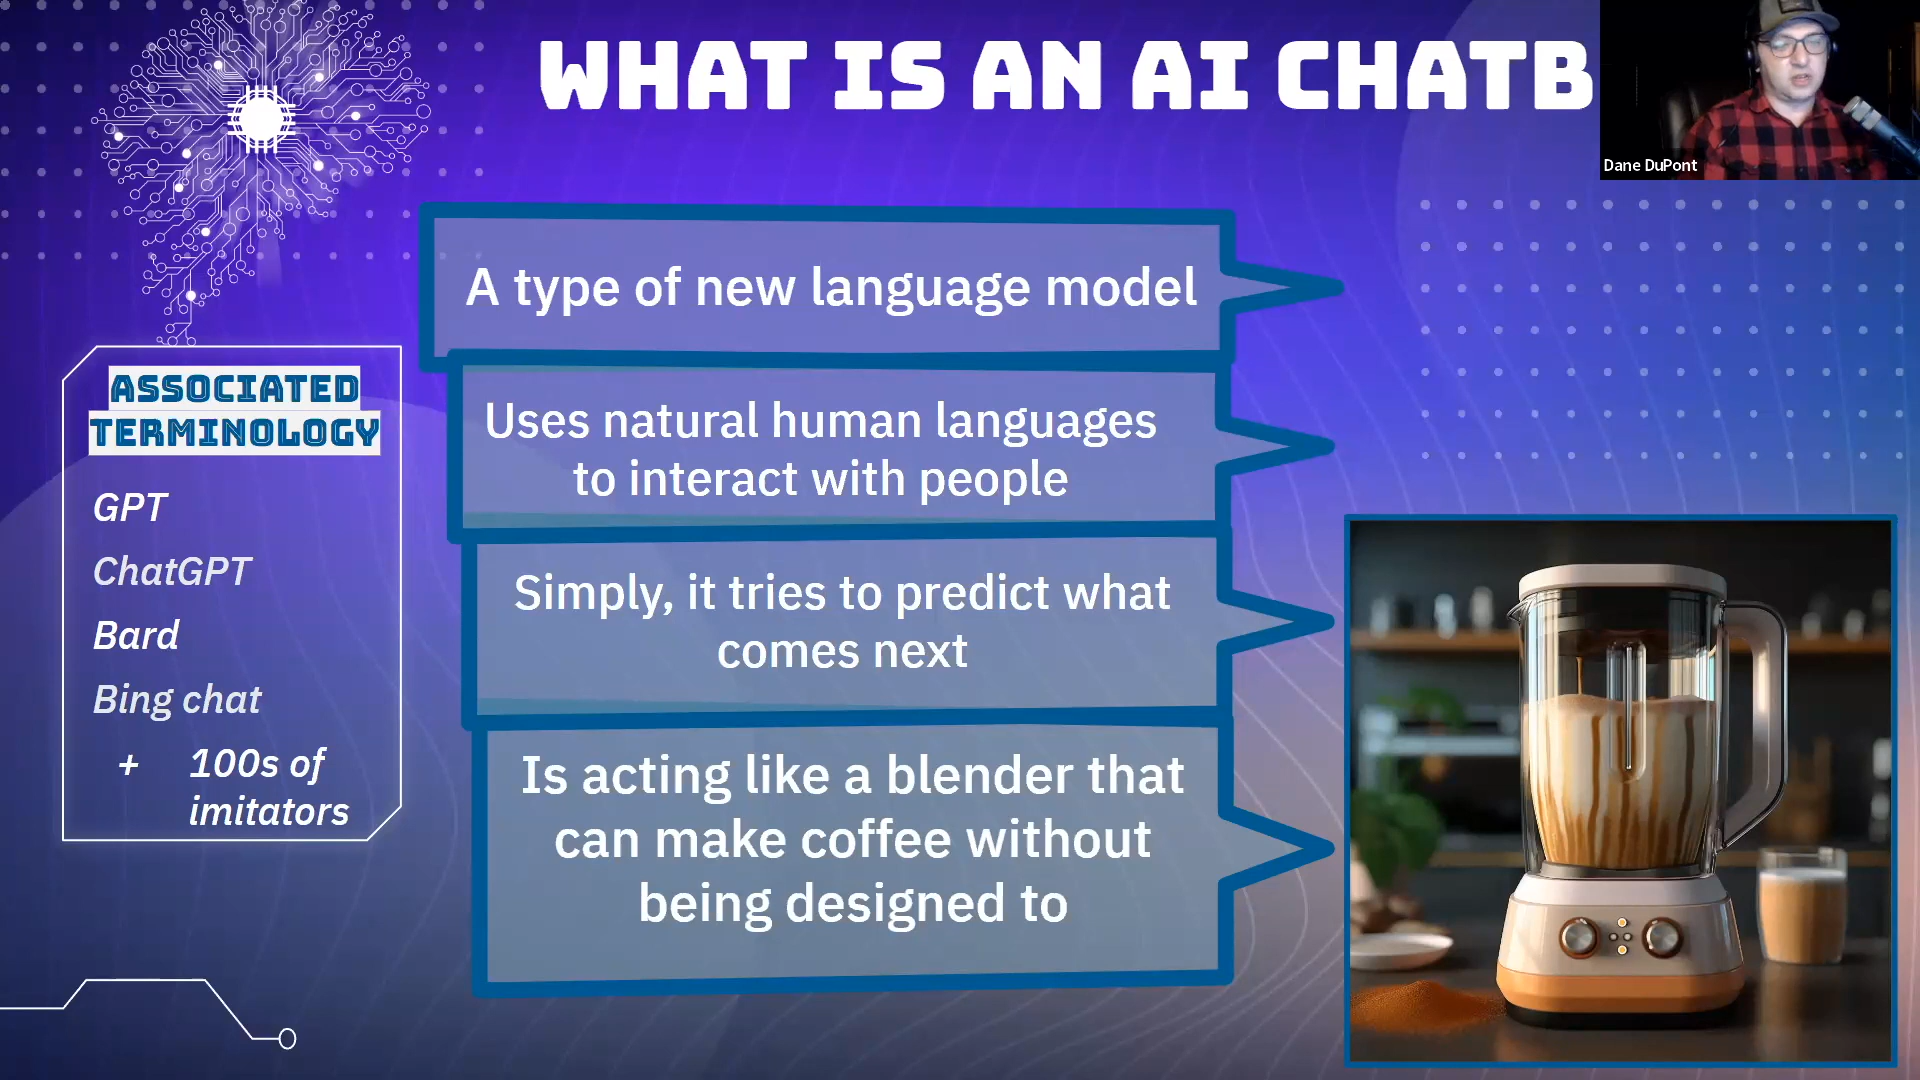 WHAT IS AN AI CHATB
Dane DuPont
A type of new language model
Uses natural human languages
to interact with people
Simply, it tries to predict what
comes next
Is acting like a blender that
can make coffee without
being designed to
ASSOCIATED
TERMINOLOGY
GPT
ChatGPT
Bard
Bing chat
+ 100s of
imitators